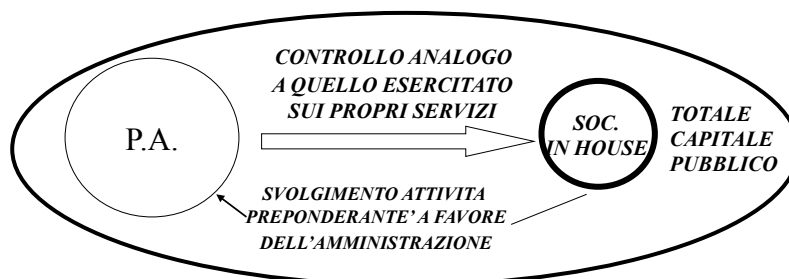 CONTROLLO ANALOGO
A QUELLO ESERCITATO
SUI PROPRI SERVIZI
P.A.
SOC.
IN HOUSE
TOTALE
CAPITALE
PUBBLICO
SVOLGIMENTO ATTIVITA
PREPONDERANTE’ A FAVORE
DELL’AMMINISTRAZIONE